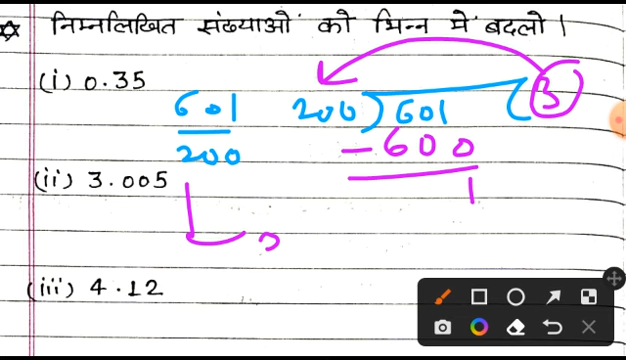 ☆ निम्नलिखित संख्याओं को भिन्न में बदलो |
(i) 0.35
601
200
200) 601 ( 3
- 600
1
(ii) 3.005
(iii) 4.12